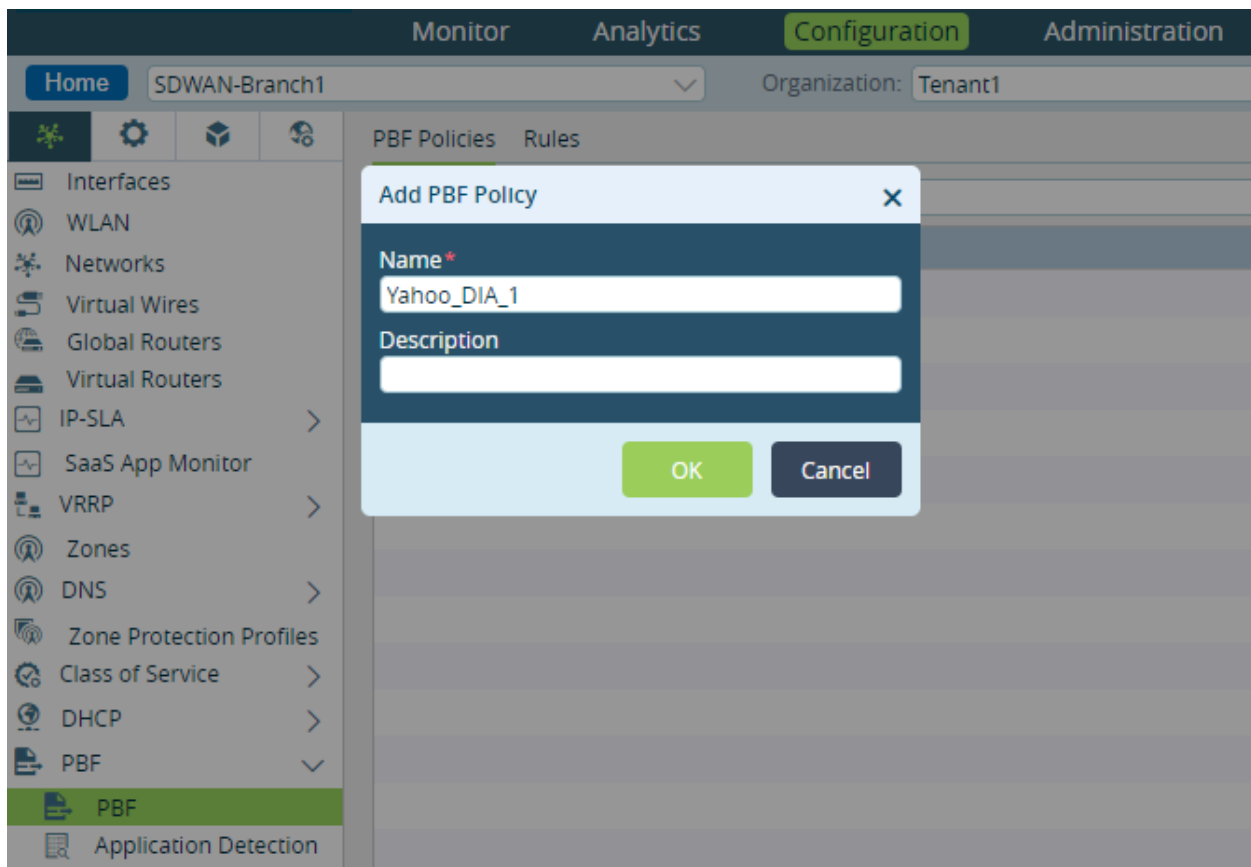 Monitor Analytics Configuration Administration
Home SDWAN-Branch1 Organization: Tenant1
PBF Policies Rules
Interfaces
WLAN
Networks
Virtual Wires
Global Routers
Virtual Routers
IP-SLA
SaaS App Monitor
VRRP
Zones
DNS
Zone Protection Profiles
Class of Service
DHCP
PBF
PBF
Application Detection
Add PBF Policy
Name*
Yahoo_DIA_1
Description
OK Cancel